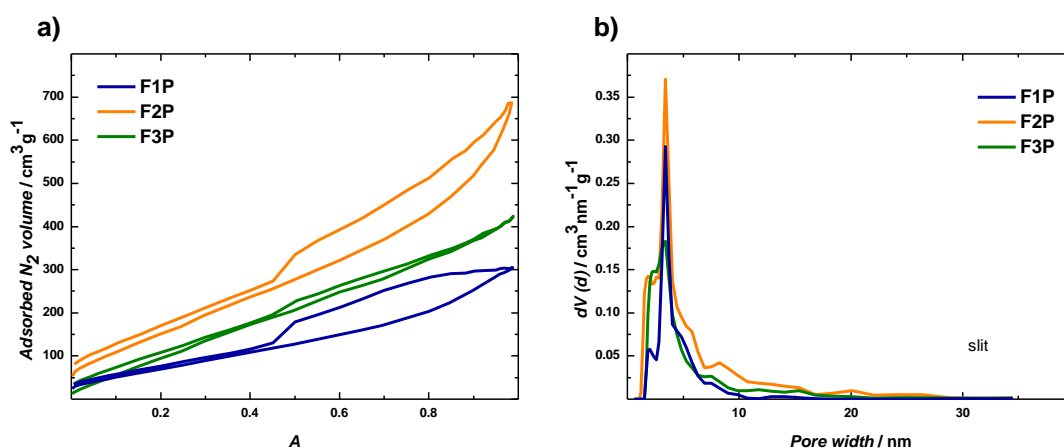 a)
F1P
F2P
F3P
Adsorbed N2 volume / cm3g-1
700
600
500
400
300
200
100
0.2
0.4
0.6
0.8
A
b)
F1P
F2P
F3P
dV (d) / cm3nm-1g-1
0.35
0.30
0.25
0.20
0.15
0.10
0.05
0
10
20
30
slit
Pore width / nm